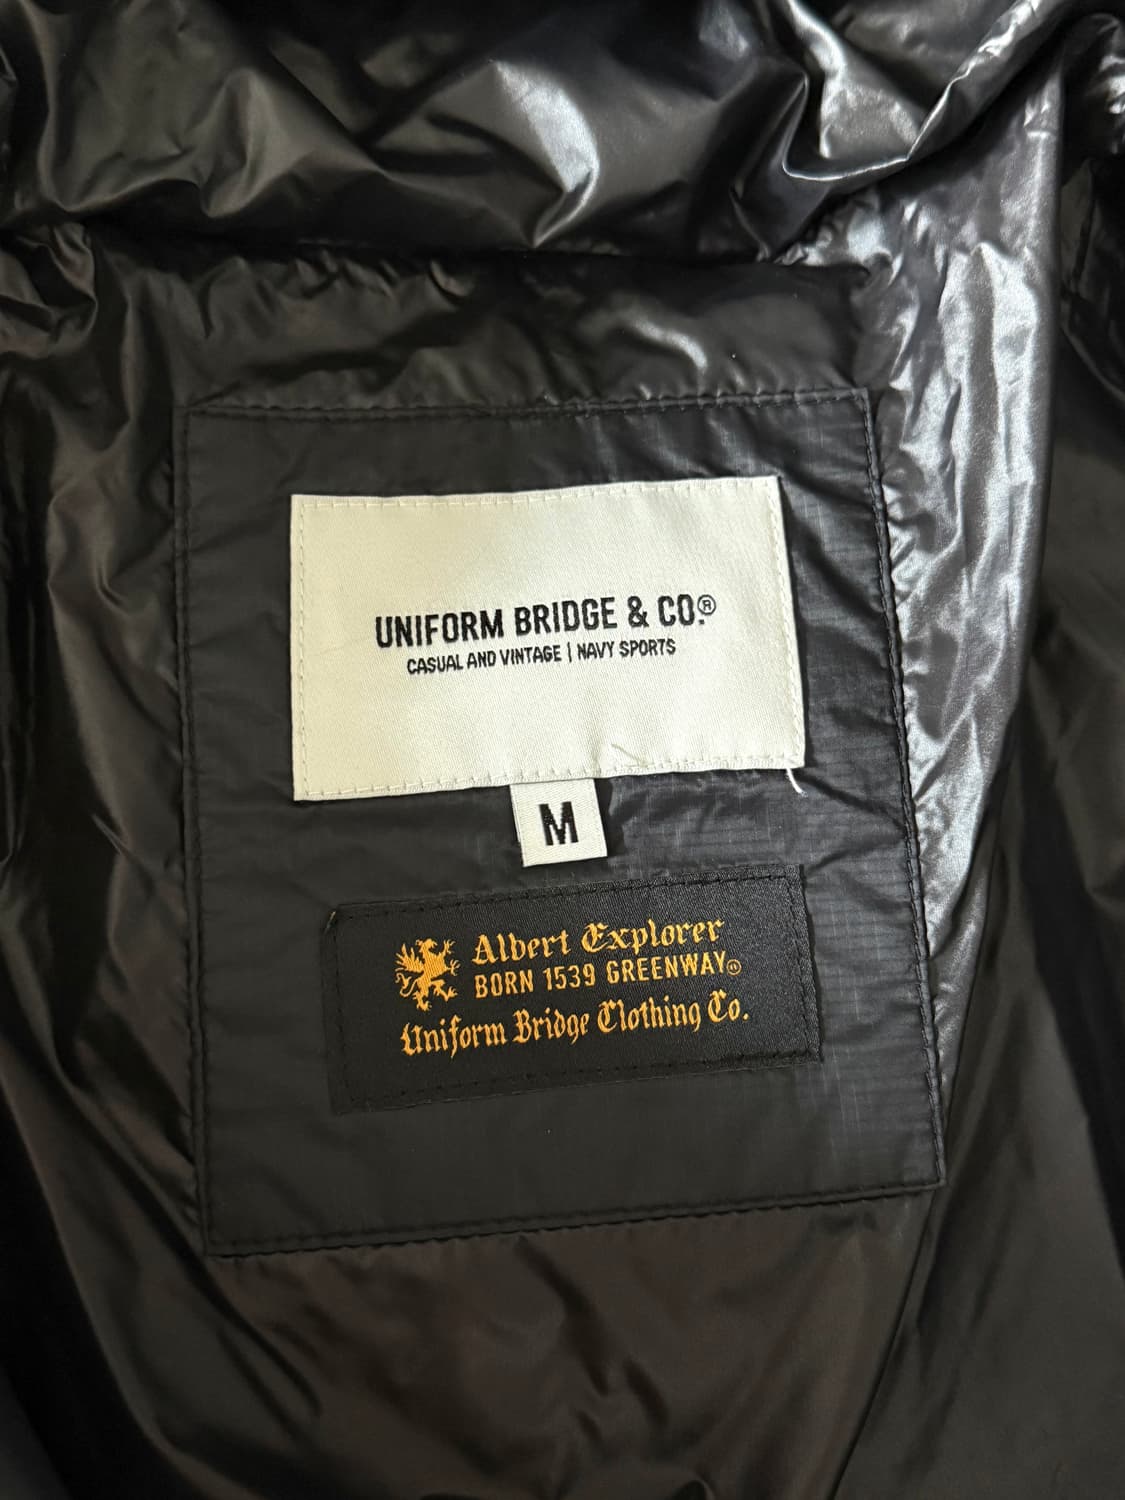 UNIFORM BRIDGE & CO.®
CASUAL AND VINTAGE | NAVY SPORTS
M
Albert Explorer
BORN 1539 GREENWAY®
Uniform Bridge Clothing Co.